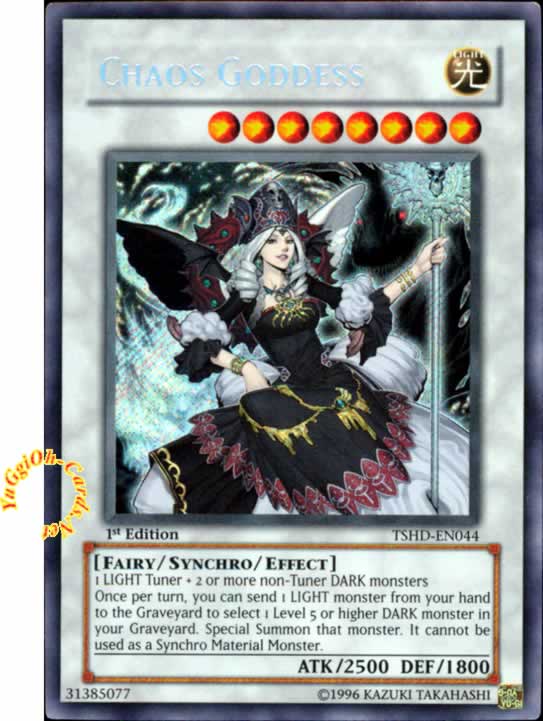 CHAOS GODDESS
LIGHT
光
1st Edition
TSHD-EN044
YuGgiOh-Cards.Net
[FAIRY/SYNCHRO/EFFECT]
1 LIGHT Tuner + 2 or more non-Tuner DARK monsters
Once per turn, you can send 1 LIGHT monster from your hand
to the Graveyard to select 1 Level 5 or higher DARK monster in
your Graveyard. Special Summon that monster. It cannot be
used as a Synchro Material Monster.
ATK/2500 DEF/1800
31385077
©1996 KAZUKI TAKAHASHI